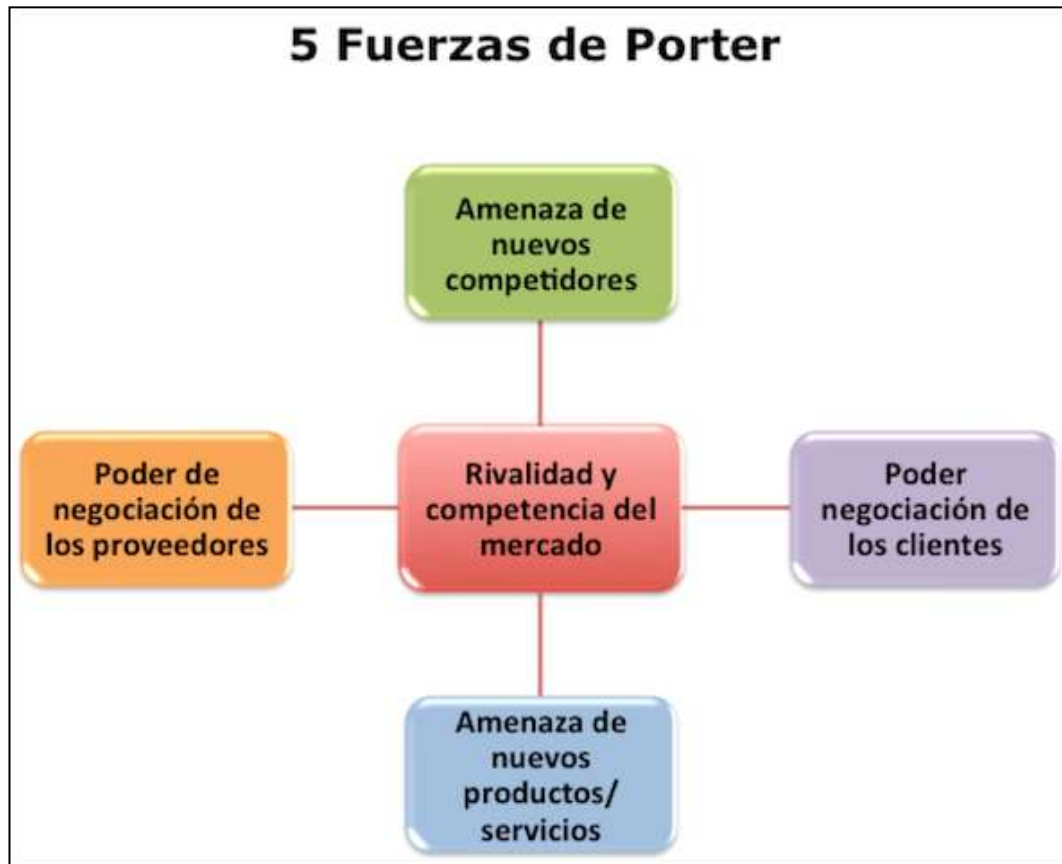 5 Fuerzas de Porter
Amenaza de
nuevos
competidores
Poder de
negociación de
los proveedores
Rivalidad y
competencia del
mercado
Poder
negociación de
los clientes
Amenaza de
nuevos
productos/
servicios